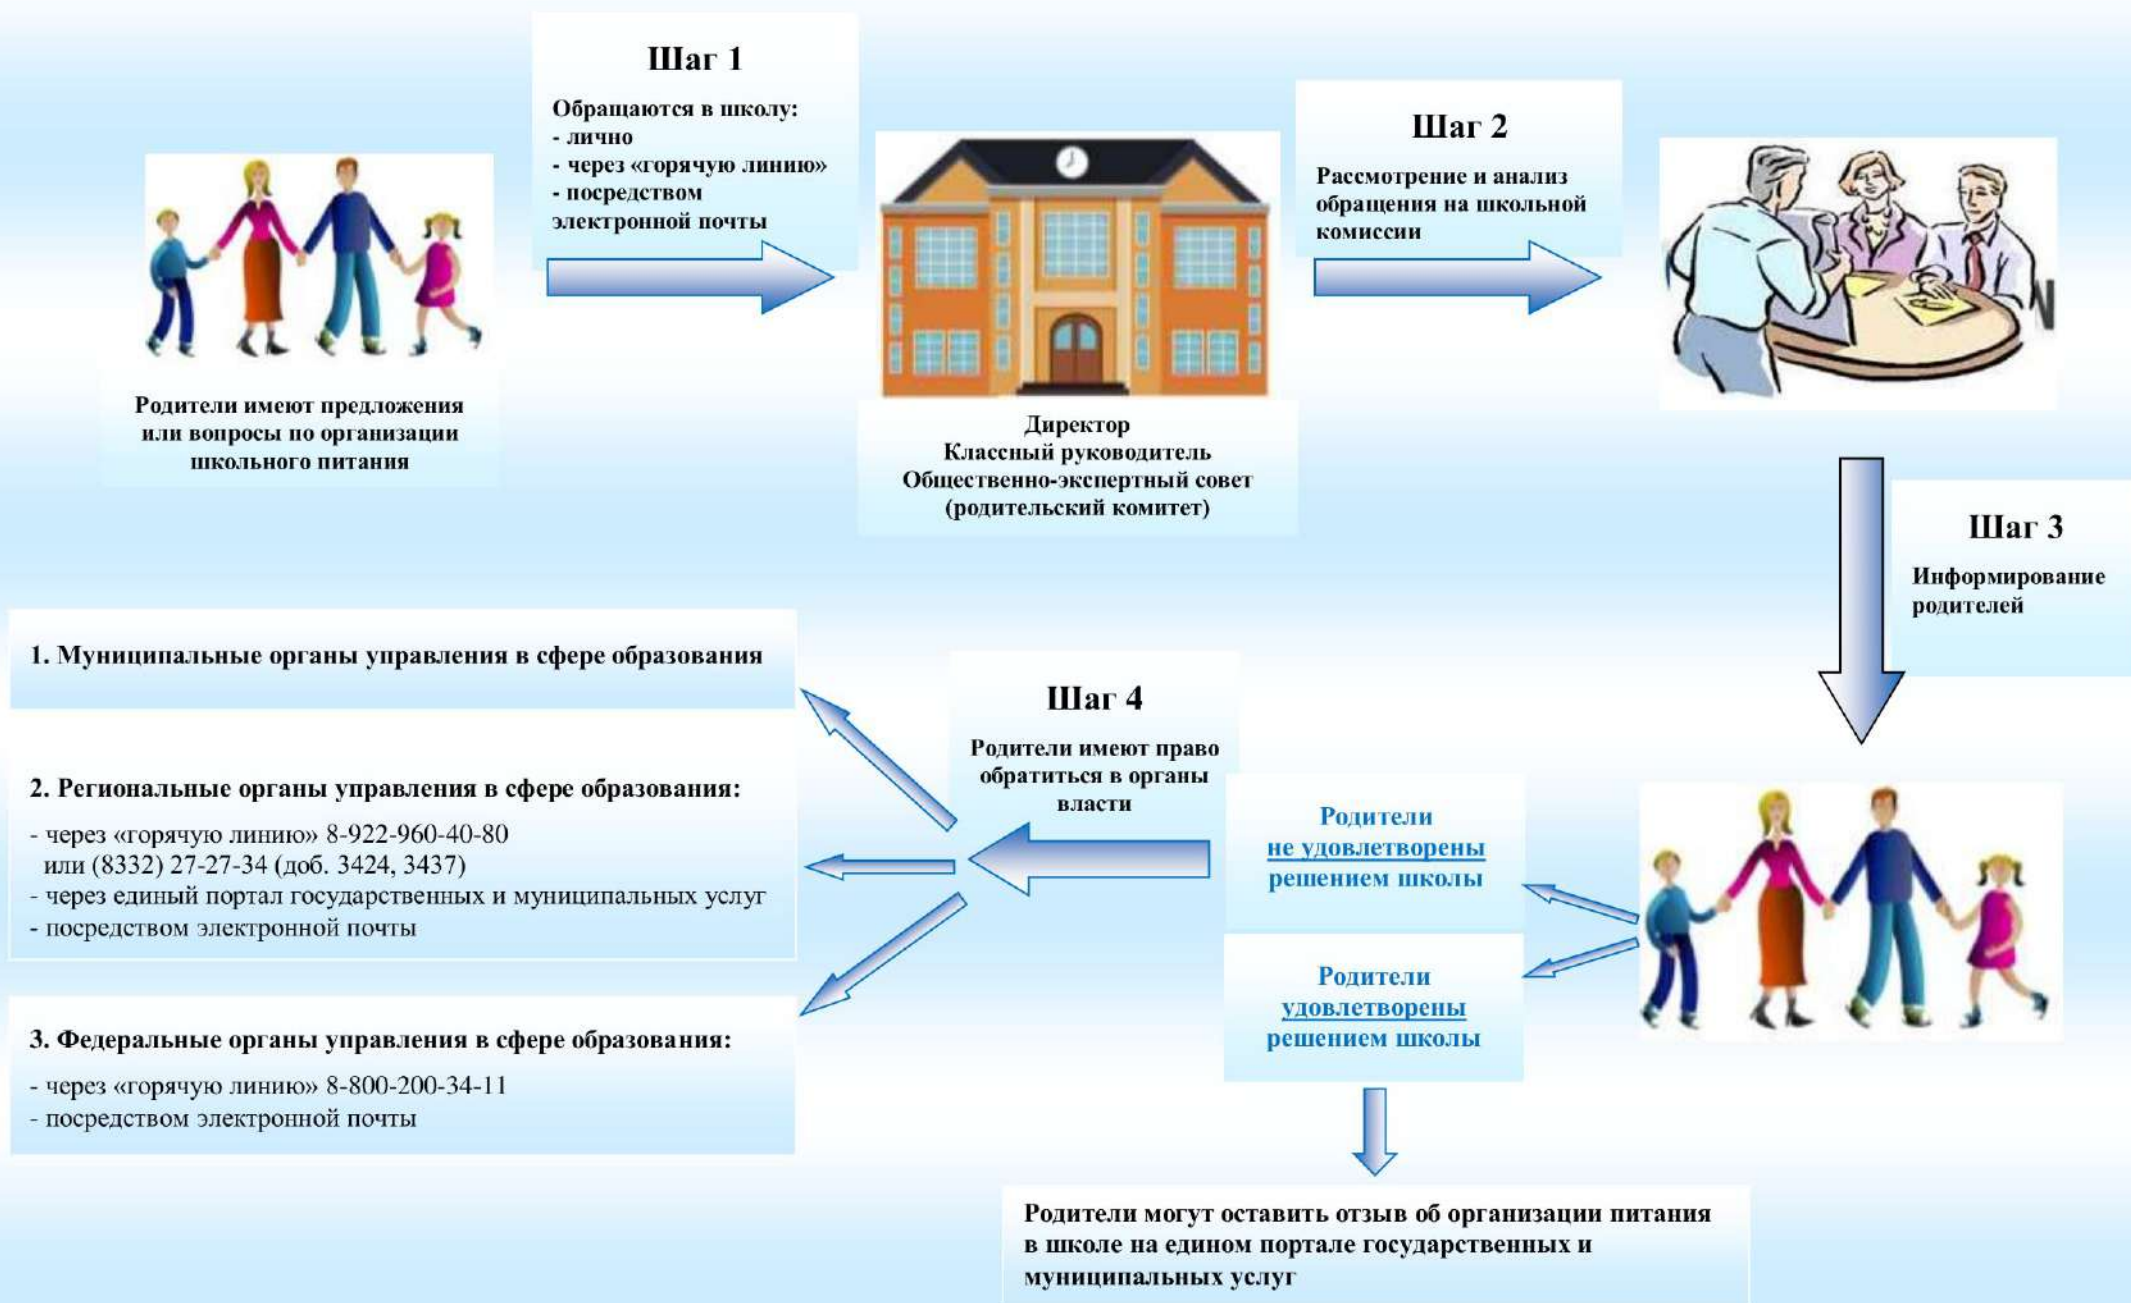 Шаг 1
Обращаются в школу:
- лично
- через «горячую линию»
- посредством
электронной почты
Шаг 2
Рассмотрение и анализ
обращения на школьной
комиссии
Родители имеют предложения
или вопросы по организации
школьного питания
Директор
Классный руководитель
Общественно-экспертный совет
(родительский комитет)
Шаг 3
Информирование
родителей
Шаг 4
Родители имеют право
обратиться в органы
власти
Родители
не удовлетворены
решением школы
Родители
удовлетворены
решением школы
1. Муниципальные органы управления в сфере образования
2. Региональные органы управления в сфере образования:
- через «горячую линию» 8-922-960-40-80
или (8332) 27-27-34 (доб. 3424, 3437)
- через единый портал государственных и муниципальных услуг
- посредством электронной почты
3. Федеральные органы управления в сфере образования:
- через «горячую линию» 8-800-200-34-11
- посредством электронной почты
Родители могут оставить отзыв об организации питания
в школе на едином портале государственных и
муниципальных услуг